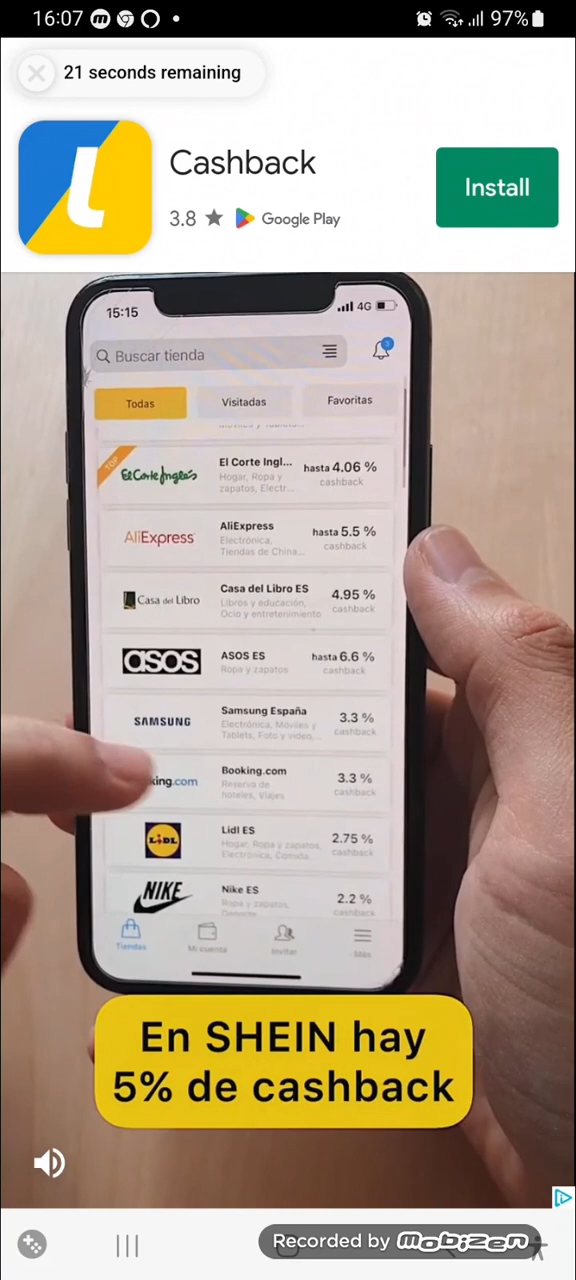 16:07
97%
21 seconds remaining
Cashback
3.8 ★ Google Play
Install
15:15
4G
Buscar tienda
3
Todas
Visitadas
Favoritas
TOP
El Corte Inglés
El Corte Ingl...
hasta 4.06 %
Hogar, Ropa y
cashback
zapatos, Electr...
AliExpress
AliExpress
hasta 5.5 %
Electrónica,
cashback
Tiendas de China...
Casa del Libro
Casa del Libro ES
4.95 %
Libros y educación,
cashback
Ocio y entretenimiento
asos
ASOS ES
hasta 6.6 %
Ropa y zapatos
cashback
SAMSUNG
Samsung España
3.3 %
Electrónica, Móviles y
cashback
Tablets, Foto y video,...
king.com
Booking.com
3.3 %
Reserva de
cashback
hoteles, Viajes
LIDL
Lidl ES
2.75 %
Hogar, Ropa y zapatos,
cashback
Electrónica, Comida
NIKE
Nike ES
2.2 %
Ropa y zapatos,
cashback
Deporte
Tiendas
Mi cuenta
Invitar
Más
En SHEIN hay
5% de cashback
Recorded by mobizen